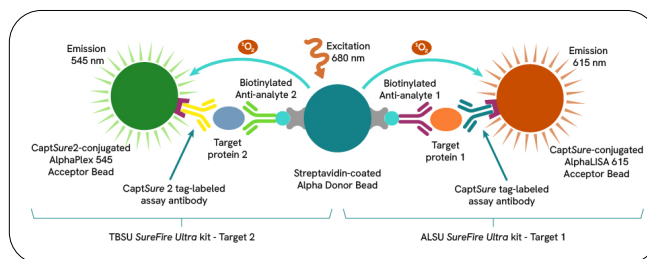 Emission
545 nm
¹O₂
Excitation
680 nm
¹O₂
Emission
615 nm
Biotinylated
Anti-analyte 2
Biotinylated
Anti-analyte 1
CaptSure2-conjugated
AlphaPlex 545
Acceptor Bead
Target
protein 2
Streptavidin-coated
Alpha Donor Bead
Target
protein 1
CaptSure-conjugated
AlphaLISA 615
Acceptor Bead
CaptSure 2 tag-labeled
assay antibody
CaptSure tag-labeled
assay antibody
TBSU SureFire Ultra kit - Target 2
ALSU SureFire Ultra kit - Target 1